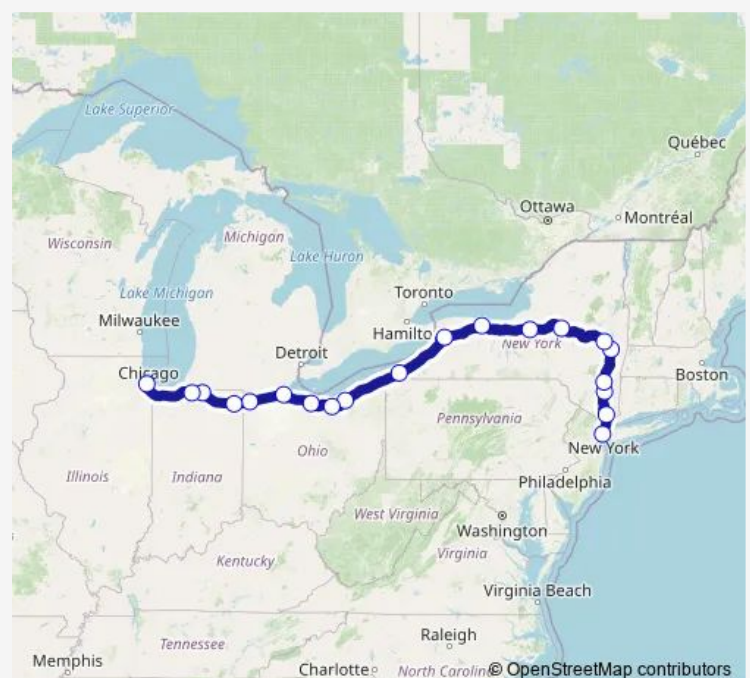 Lake Superior
Québec
Ottawa
Montréal
Wisconsin
Michigan
Lake Huron
Lake Michigan
Toronto
Milwaukee
Hamilto
New York
Detroit
Chicago
Boston
Pennsylvania
Ohio
New York
Illinois
Indiana
Philadelphia
West Virginia
Washington
Virginia
Kentucky
Virginia Beach
Raleigh
Tennessee
Memphis
Charlotte
North Carolin
© OpenStreetMap contributors